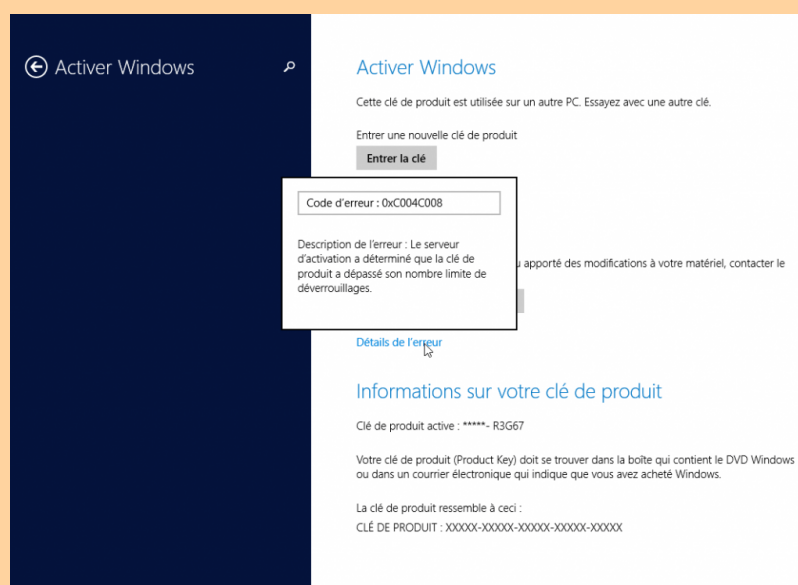 Activer Windows
Activer Windows
Cette clé de produit est utilisée sur un autre PC. Essayez avec une autre clé.
Entrer une nouvelle clé de produit
Entrer la clé
Code d'erreur : 0xC004C008
Description de l'erreur : Le serveur
d'activation a déterminé que la clé de
produit a dépassé son nombre limite de
déverrouillages.
apporté des modifications à votre matériel, contacter le
Détails de l'erreur
Informations sur votre clé de produit
Clé de produit active : *****- R3G67
Votre clé de produit (Product Key) doit se trouver dans la boîte qui contient le DVD Windows
ou dans un courrier électronique qui indique que vous avez acheté Windows.
La clé de produit ressemble à ceci :
CLÉ DE PRODUIT : XXXXX-XXXXX-XXXXX-XXXXX-XXXXX